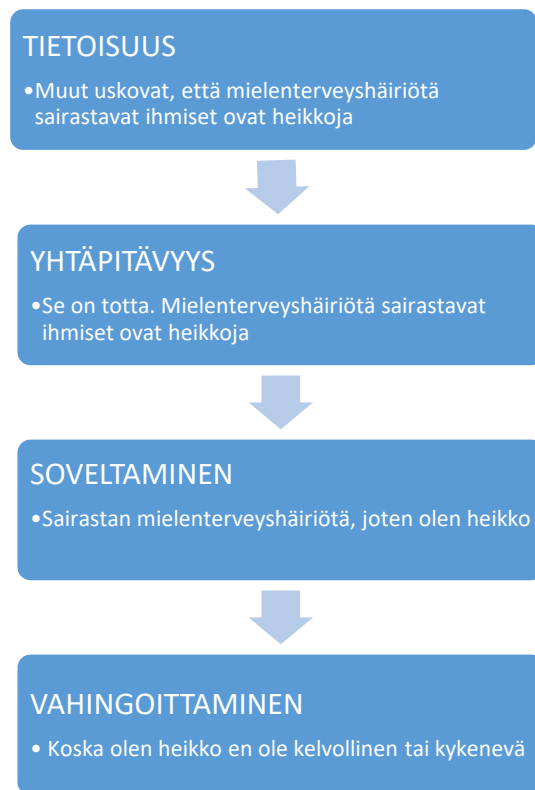 TIETOISUUS
•Muut uskovat, että mielenterveyshäiriötä
sairastavat ihmiset ovat heikkoja
YHTÄPITÄVYYS
•Se on totta. Mielenterveyshäiriötä sairastavat
ihmiset ovat heikkoja
SOVELTAMINEN
•Sairastan mielenterveyshäiriötä, joten olen heikko
VAHINGOITTAMINEN
• Koska olen heikko en ole kelvollinen tai kykenevä